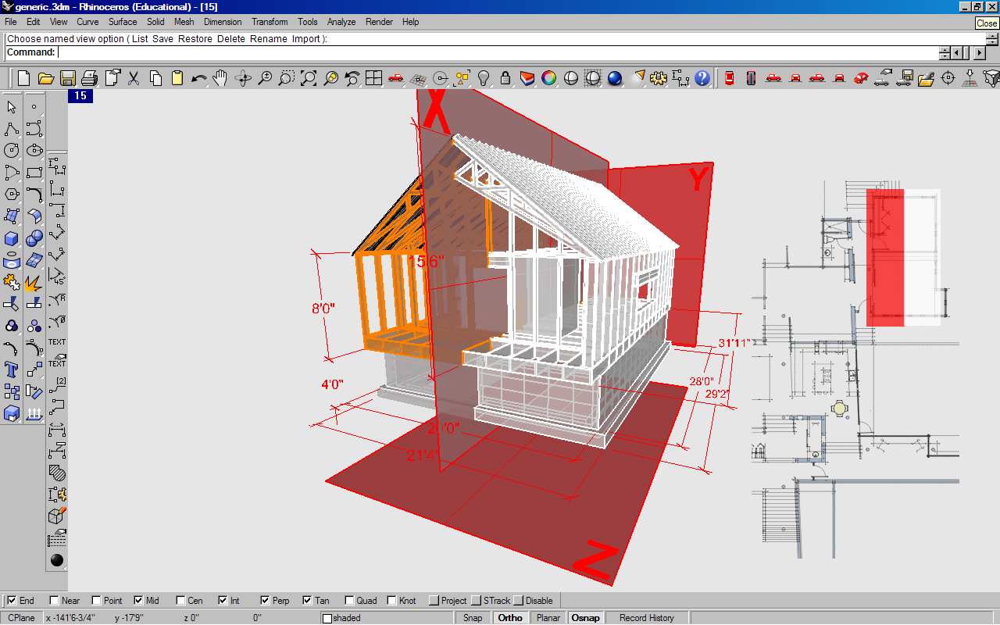 generic.3dm - Rhinoceros (Educational) - [15]
File Edit View Curve Surface Solid Mesh Dimension Transform Tools Analyze Render Help
Close
Choose named view option ( List Save Restore Delete Rename Import ):
Command:
15
X
Y
15'6"
8'0"
31'11"
4'0"
28'0"
29'2"
21'4"
Z
R
TEXT
TEXT
[2]
End Near Point Mid Cen Int Perp Tan Quad Knot Project STrack Disable
CPlane x -141'6-3/4" y -17'9" z 0" 0" shaded Snap Ortho Planar Osnap Record History